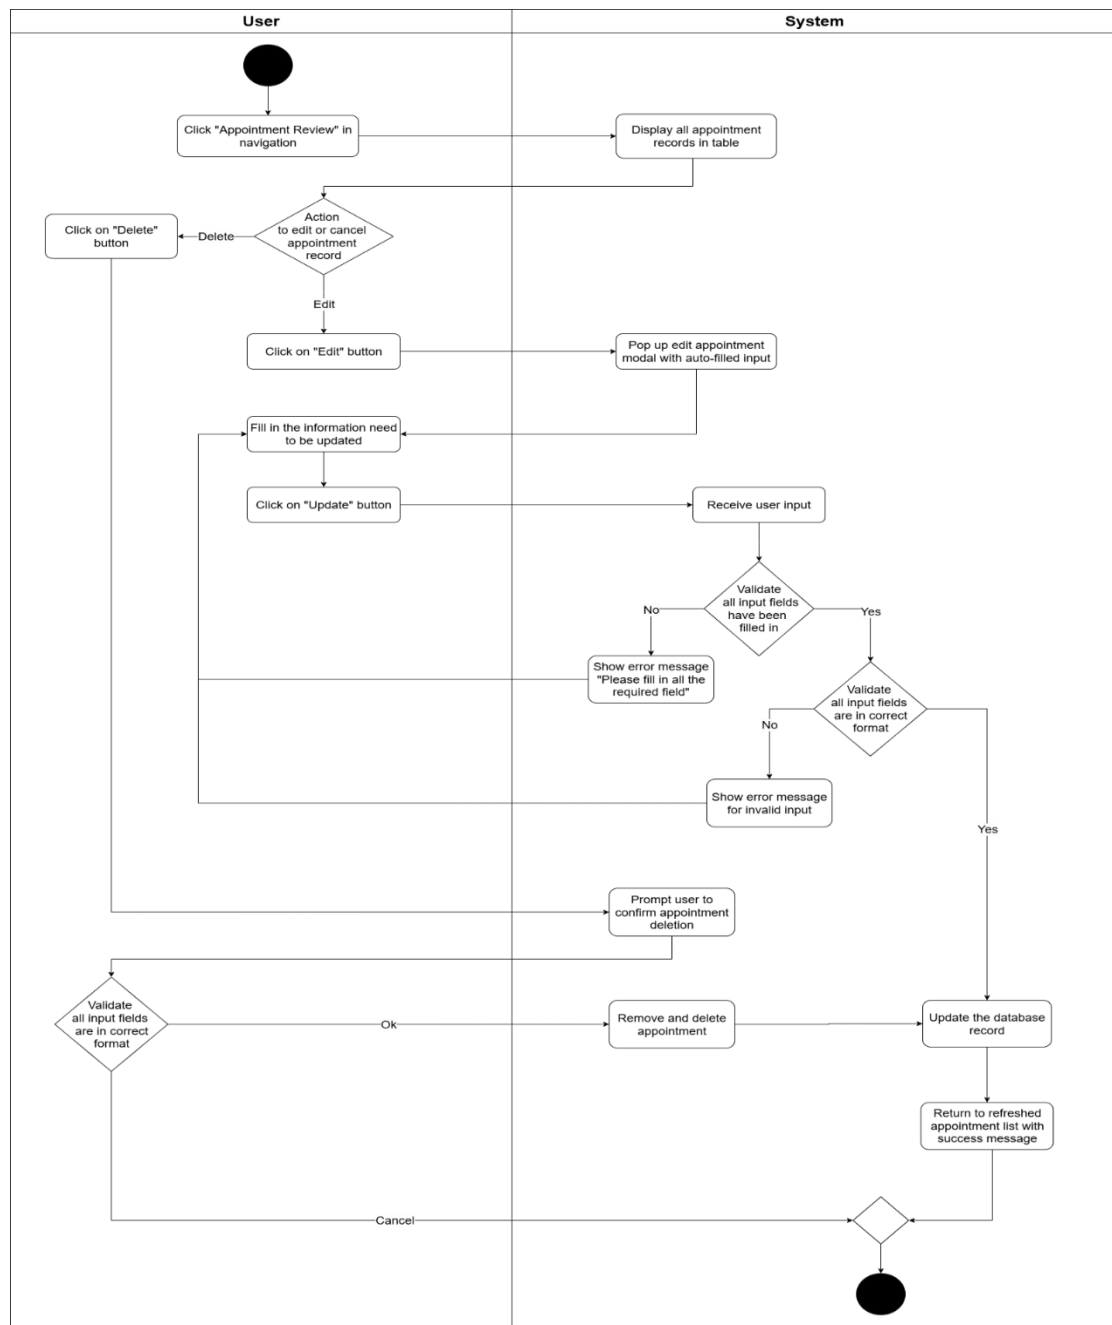 User
System
Click "Appointment Review" in
navigation
Display all appointment
records in table
Action
to edit or cancel
appointment
record
Delete
Click on "Delete"
button
Edit
Click on "Edit" button
Pop up edit appointment
modal with auto-filled input
Fill in the information need
to be updated
Click on "Update" button
Receive user input
Validate
all input fields
have been
filled in
No
Yes
Show error message
"Please fill in all the
required field"
Validate
all input fields
are in correct
format
No
Show error message
for invalid input
Yes
Prompt user to
confirm appointment
deletion
Validate
all input fields
are in correct
format
Ok
Remove and delete
appointment
Update the database
record
Return to refreshed
appointment list with
success message
Cancel